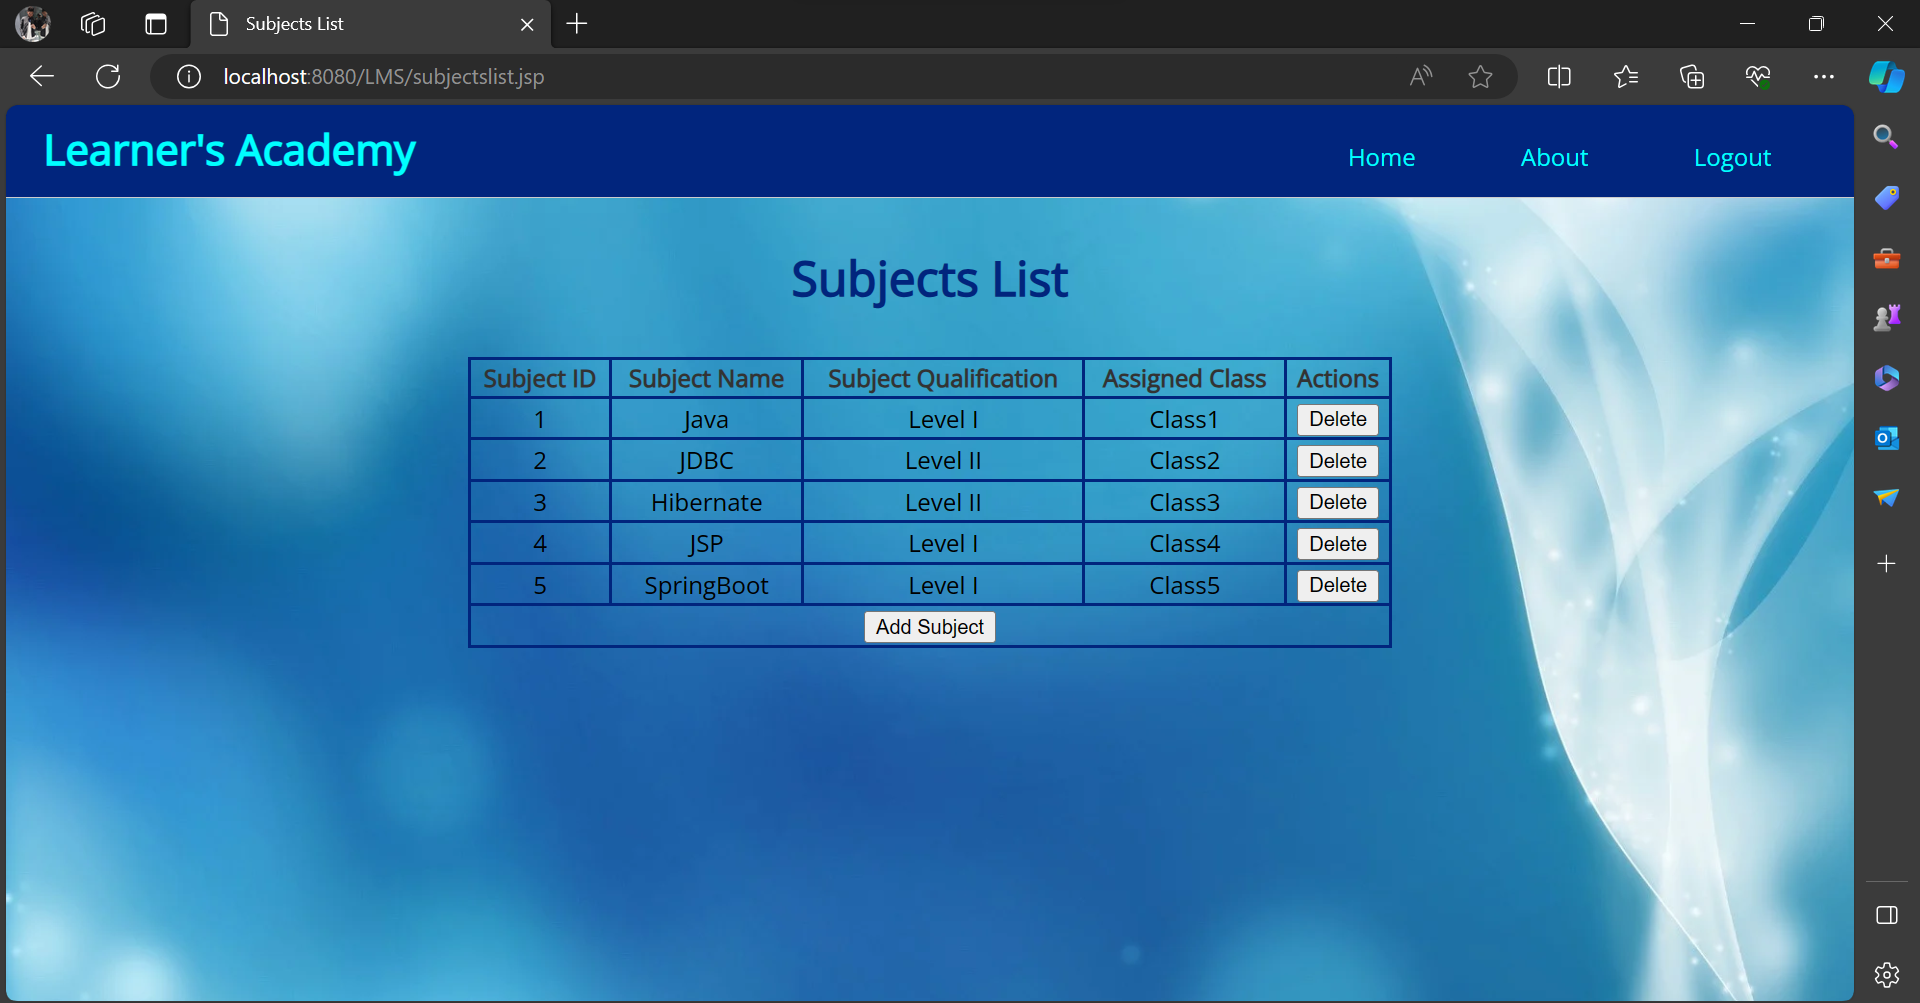 Subjects List
localhost:8080/LMS/subjectslist.jsp
Learner's Academy Home About Logout
Subjects List
Subject ID Subject Name Subject Qualification Assigned Class Actions
1 Java Level I Class1 Delete
2 JDBC Level II Class2 Delete
3 Hibernate Level II Class3 Delete
4 JSP Level I Class4 Delete
5 SpringBoot Level I Class5 Delete
Add Subject